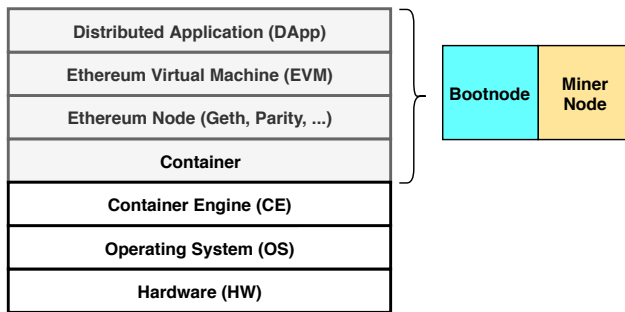 Distributed Application (DApp)
Ethereum Virtual Machine (EVM)
Ethereum Node (Geth, Parity, ...)
Container
Container Engine (CE)
Operating System (OS)
Hardware (HW)
Bootnode
Miner
Node